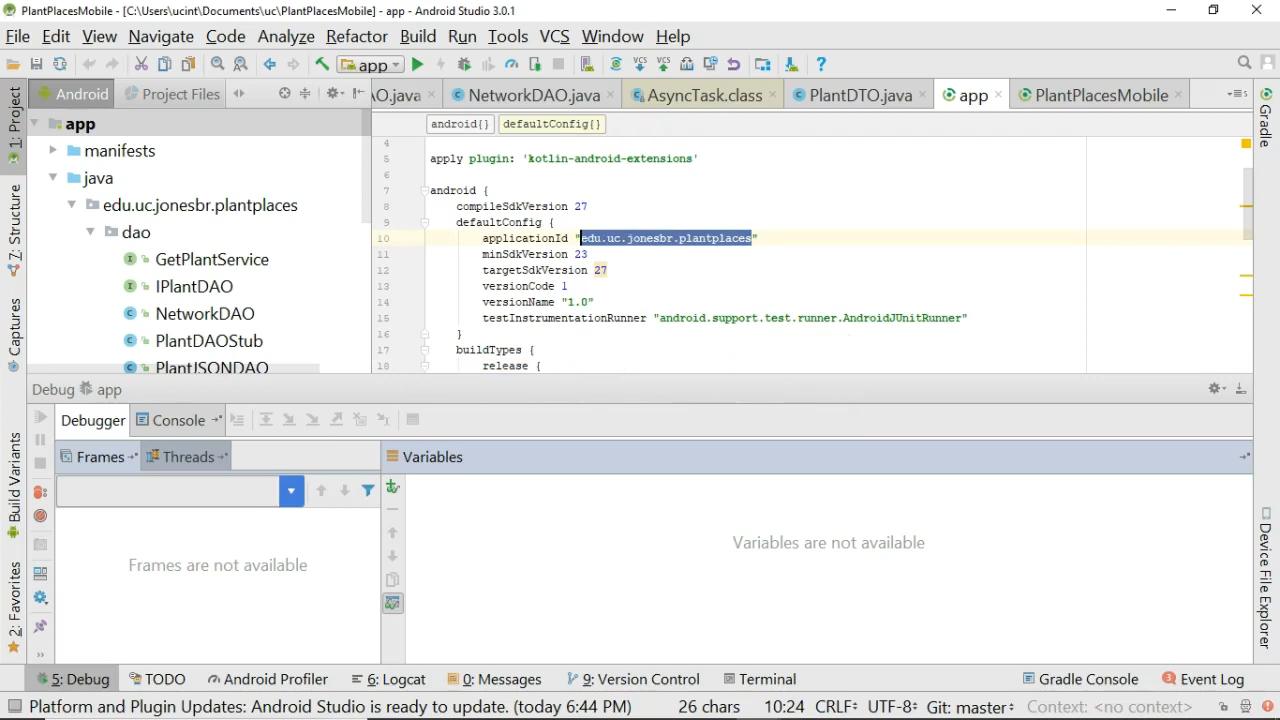 PlantPlacesMobile - [C:\Users\ucint\Documents\uc\PlantPlacesMobile] - app - Android Studio 3.0.1
File Edit View Navigate Code Analyze Refactor Build Run Tools VCS Window Help
app
Android Project Files
O.java NetworkDAO.java AsyncTask.class PlantDTO.java app PlantPlacesMobile
1: Project
Z: Structure
Captures
Build Variants
2: Favorites
Gradle
Device File Explorer
app
manifests
java
edu.uc.jonesbr.plantplaces
dao
GetPlantService
IPlantDAO
NetworkDAO
PlantDAOStub
PlantJSONDAO
android{} defaultConfig{}
4
5 apply plugin: 'kotlin-android-extensions'
6
7 android {
8 compileSdkVersion 27
9 defaultConfig {
10 applicationId "edu.uc.jonesbr.plantplaces"
11 minSdkVersion 23
12 targetSdkVersion 27
13 versionCode 1
14 versionName "1.0"
15 testInstrumentationRunner "android.support.test.runner.AndroidJUnitRunner"
16 }
17 buildTypes {
18 release {
Debug app
Debugger Console
Frames Threads Variables
Frames are not available
Variables are not available
5: Debug TODO Android Profiler 6: Logcat 0: Messages 9: Version Control Terminal Gradle Console 3 Event Log
Platform and Plugin Updates: Android Studio is ready to update. (today 6:44 PM) 26 chars 10:24 CRLF UTF-8 Git: master Context: <no context>